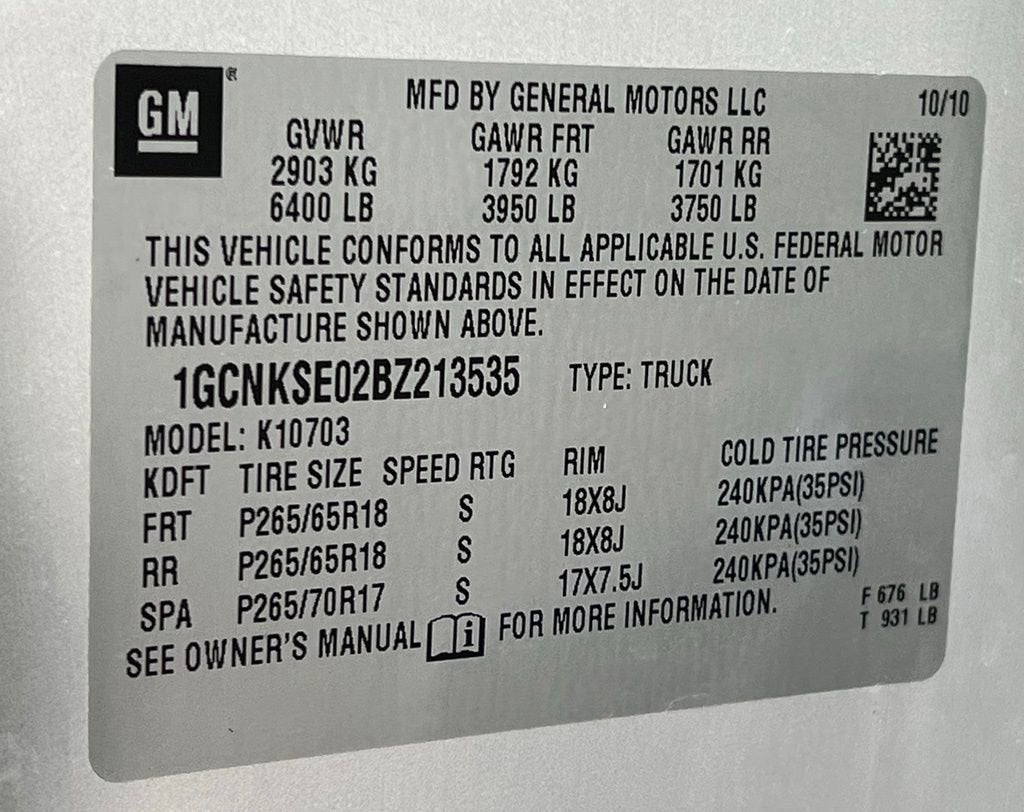 GM ®
MFD BY GENERAL MOTORS LLC 10/10
GVWR GAWR FRT GAWR RR
2903 KG 1792 KG 1701 KG
6400 LB 3950 LB 3750 LB
THIS VEHICLE CONFORMS TO ALL APPLICABLE U.S. FEDERAL MOTOR
VEHICLE SAFETY STANDARDS IN EFFECT ON THE DATE OF
MANUFACTURE SHOWN ABOVE.
1GCNKSE02BZ213535 TYPE: TRUCK
MODEL: K10703
KDFT TIRE SIZE SPEED RTG RIM COLD TIRE PRESSURE
FRT P265/65R18 S 18X8J 240KPA(35PSI)
RR P265/65R18 S 18X8J 240KPA(35PSI)
SPA P265/70R17 S 17X7.5J 240KPA(35PSI)
SEE OWNER'S MANUAL i FOR MORE INFORMATION.
F 676 LB
T 931 LB